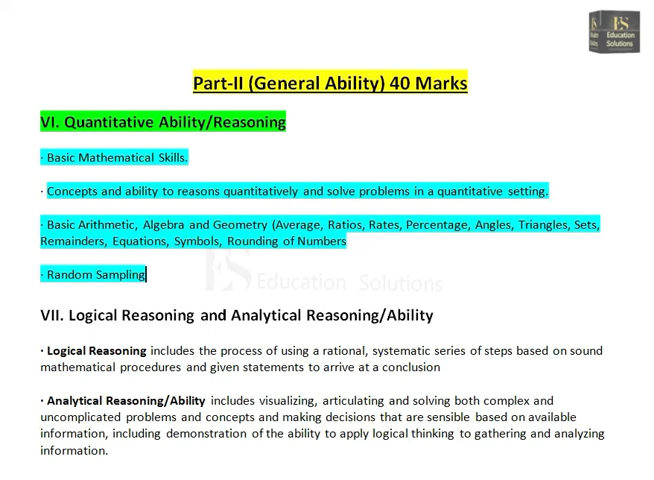 ES
Education
Solutions
Part-II (General Ability) 40 Marks
VI. Quantitative Ability/Reasoning
· Basic Mathematical Skills.
· Concepts and ability to reasons quantitatively and solve problems in a quantitative setting.
· Basic Arithmetic, Algebra and Geometry (Average, Ratios, Rates, Percentage, Angles, Triangles, Sets,
Remainders, Equations, Symbols, Rounding of Numbers
· Random Sampling
ES Education Solutions
VII. Logical Reasoning and Analytical Reasoning/Ability
· Logical Reasoning includes the process of using a rational, systematic series of steps based on sound
mathematical procedures and given statements to arrive at a conclusion
· Analytical Reasoning/Ability includes visualizing, articulating and solving both complex and
uncomplicated problems and concepts and making decisions that are sensible based on available
information, including demonstration of the ability to apply logical thinking to gathering and analyzing
information.